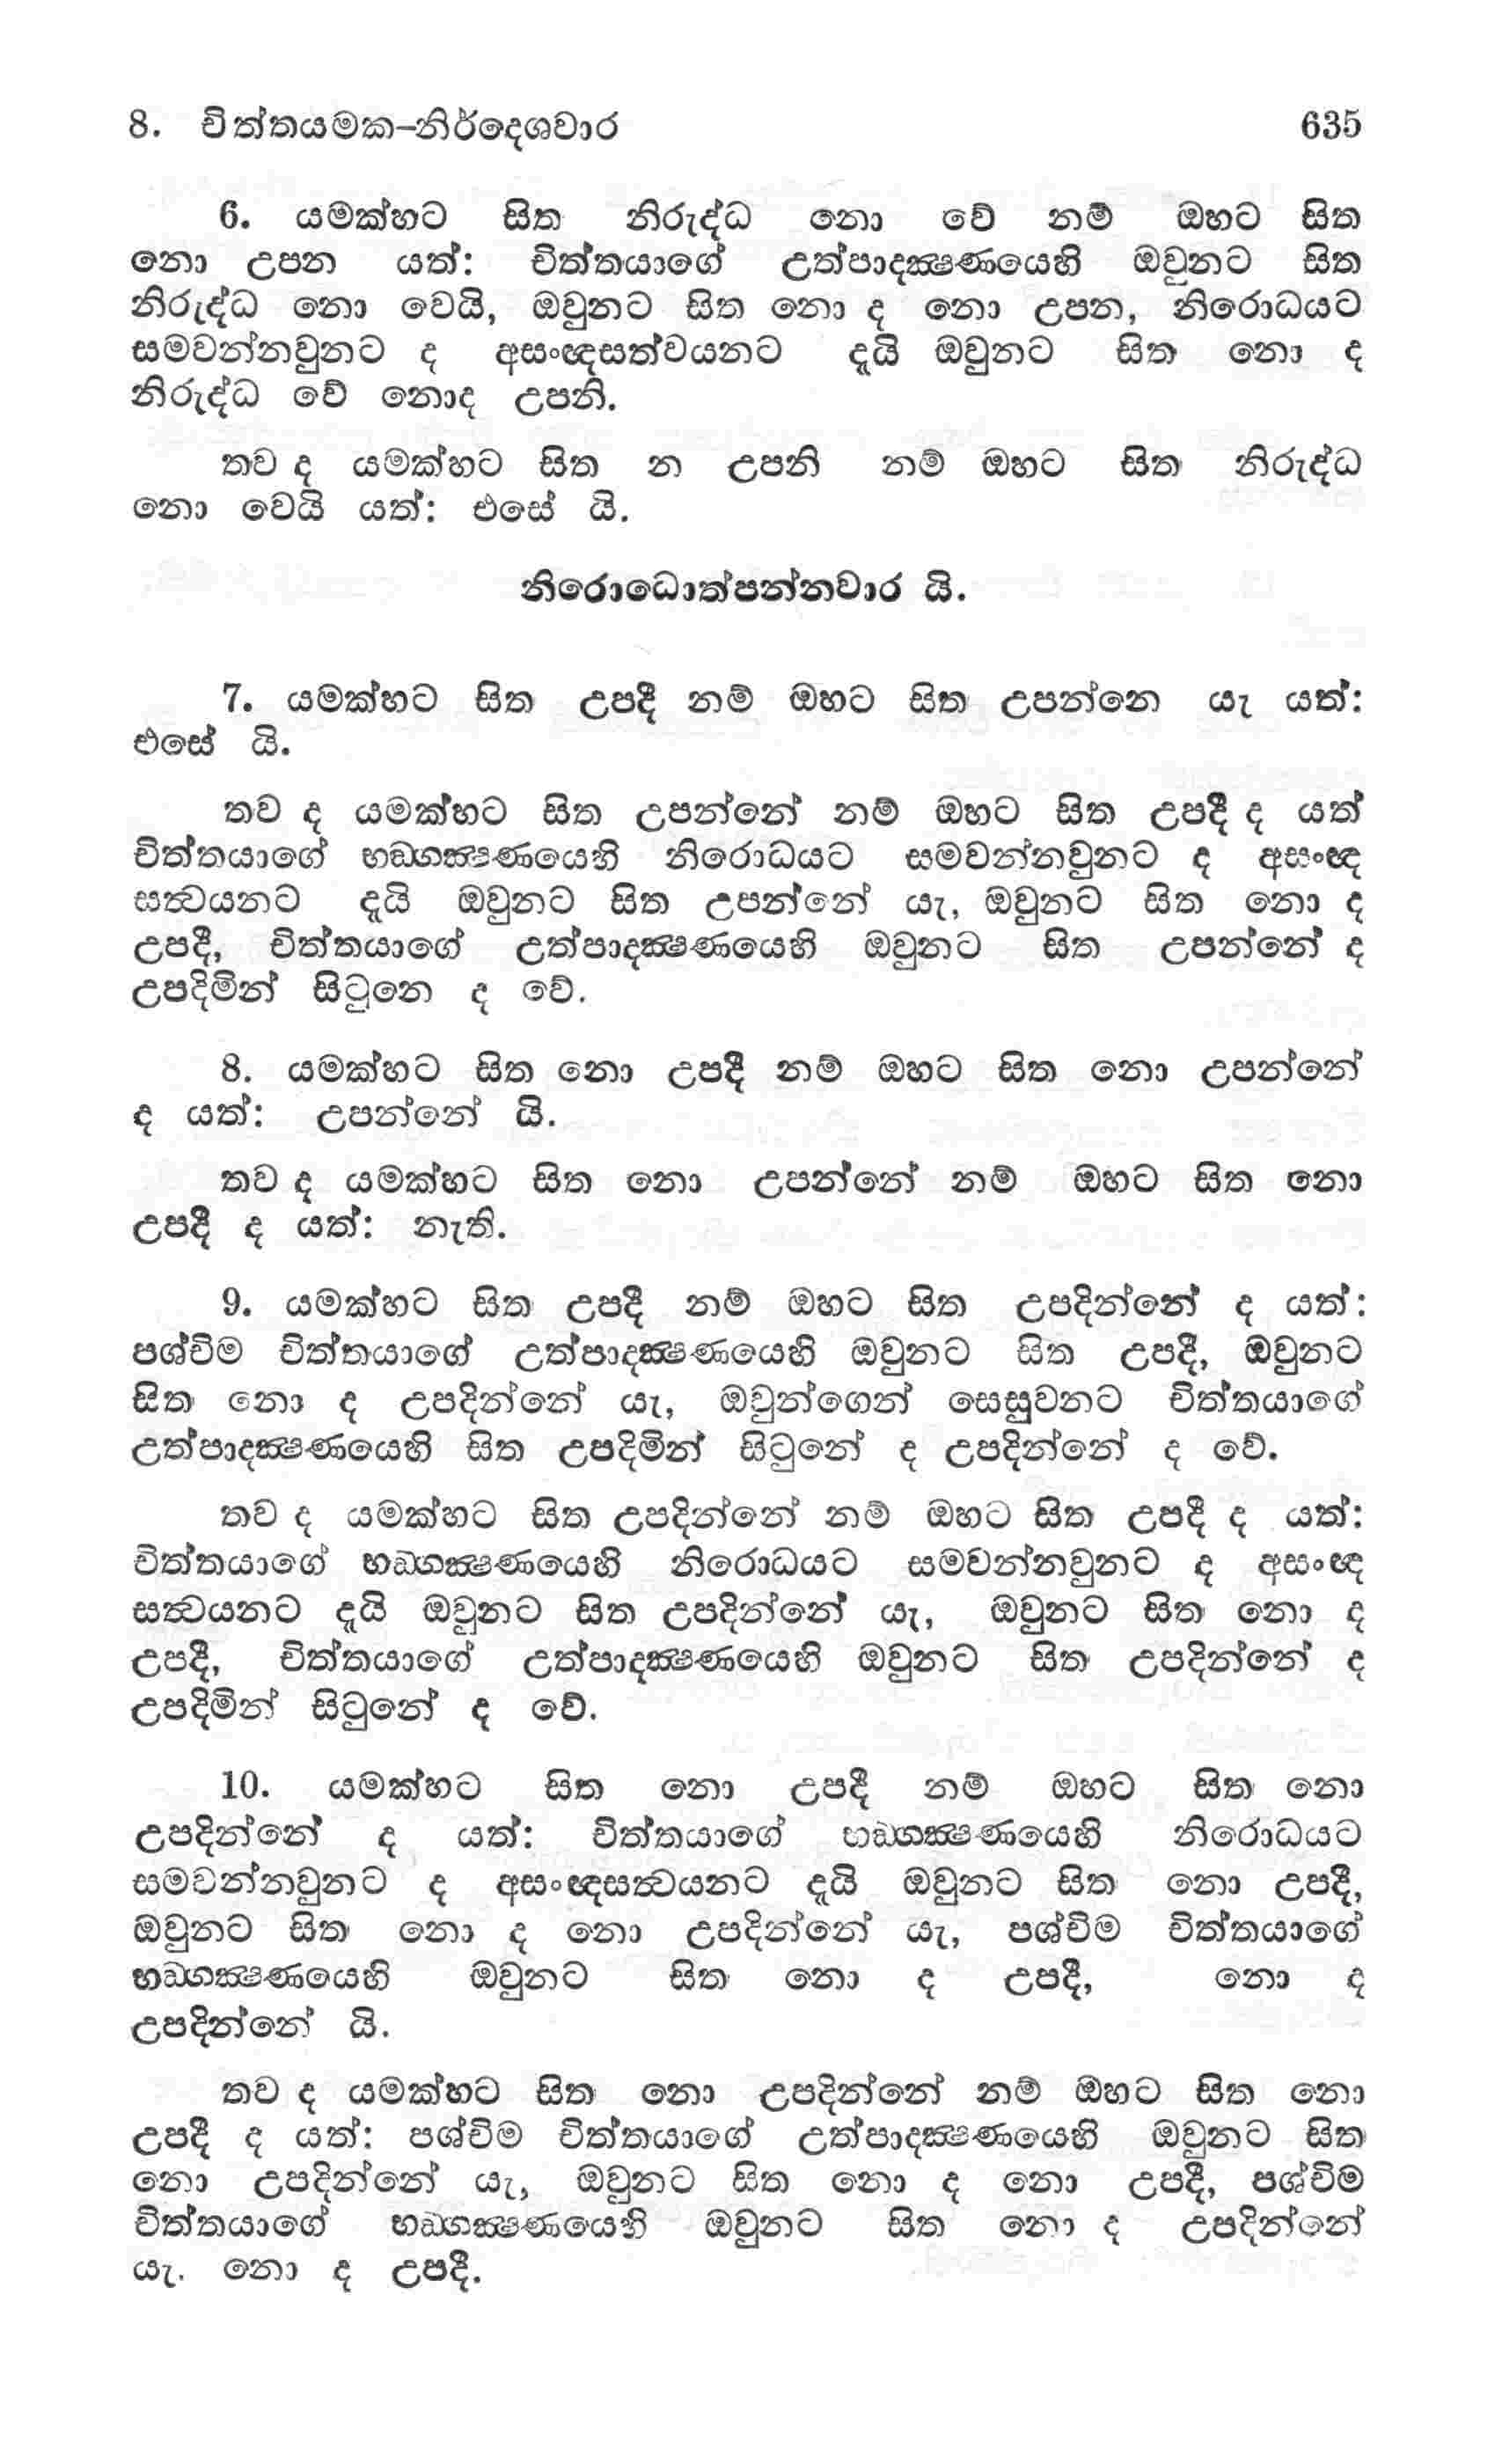 8. චිත්තයමක–නිර්දෙශවාර 635
6. යමක්හට සිත නිරුද්ධ නො වේ නම් ඔහට සිත
නො උපන යත්: චිත්තයාගේ උත්පාදක්‍ෂණයෙහි ඔවුනට සිත
නිරුද්ධ නො වෙයි, ඔවුනට සිත නො ද නො උපන, නිරොධයට
සමවන්නවුනට ද අසංඥසත්වයනට දැයි ඔවුනට සිත නො ද
නිරුද්ධ වේ නොද උපනි.
තව ද යමක්හට සිත න උපනි නම් ඔහට සිත නිරුද්ධ
නො වෙයි යත්: එසේ යි.
නිරොධොත්පන්නවාර යි.
7. යමක්හට සිත උපදී නම් ඔහට සිත උපන්නෙ යැ යත්:
එසේ යි.
තව ද යමක්හට සිත උපන්නේ නම් ඔහට සිත උපදී ද යත්
චිත්තයාගේ භඞ්ගක්‍ෂණයෙහි නිරොධයට සමවන්නවුනට ද අසංඥ
සත්‍වයනට දැයි ඔවුනට සිත උපන්නේ යැ, ඔවුනට සිත නො ද
උපදී, චිත්තයාගේ උත්පාදක්‍ෂණයෙහි ඔවුනට සිත උපන්නේ ද
උපදිමින් සිටුනෙ ද වේ.
8. යමක්හට සිත නො උපදී නම් ඔහට සිත නො උපන්නේ
ද යත්: උපන්නේ යි.
තව ද යමක්හට සිත නො උපන්නේ නම් ඔහට සිත නො
උපදී ද යත්: නැති.
9. යමක්හට සිත උපදී නම් ඔහට සිත උපදින්නේ ද යත්:
පශ්චිම චිත්තයාගේ උත්පාදක්‍ෂණයෙහි ඔවුනට සිත උපදී, ඔවුනට
සිත නො ද උපදින්නේ යැ, ඔවුන්ගෙන් සෙසුවනට චිත්තයාගේ
උත්පාදක්‍ෂණයෙහි සිත උපදිමින් සිටුනේ ද උපදින්නේ ද වේ.
තව ද යමක්හට සිත උපදින්නේ නම් ඔහට සිත උපදී ද යත්:
චිත්තයාගේ භඞ්ගක්‍ෂණයෙහි නිරොධයට සමවන්නවුනට ද අසංඥ
සත්‍වයනට දැයි ඔවුනට සිත උපදින්නේ යැ, ඔවුනට සිත නො ද
උපදී, චිත්තයාගේ උත්පාදක්‍ෂණයෙහි ඔවුනට සිත උපදින්නේ ද
උපදිමින් සිටුනේ ද වේ.
10. යමක්හට සිත නො උපදී නම් ඔහට සිත නො
උපදින්නේ ද යත්: චිත්තයාගේ භඞ්ගක්‍ෂණයෙහි නිරොධයට
සමවන්නවුනට ද අසංඥසත්‍වයනට දැයි ඔවුනට සිත නො උපදී,
ඔවුනට සිත නො ද නො උපදින්නේ යැ, පශ්චිම චිත්තයාගේ
භඞ්ගක්‍ෂණයෙහි ඔවුනට සිත නො ද උපදී, නො ද
උපදින්නේ යි.
තව ද යමක්හට සිත නො උපදින්නේ නම් ඔහට සිත නො
උපදී ද යත්: පශ්චිම චිත්තයාගේ උත්පාදක්‍ෂණයෙහි ඔවුනට සිත
නො උපදින්නේ යැ, ඔවුනට සිත නො ද නො උපදී, පශ්චිම
චිත්තයාගේ භඞ්ගක්‍ෂණයෙහි ඔවුනට සිත නො ද උපදින්නේ
යැ. නො ද උපදී.